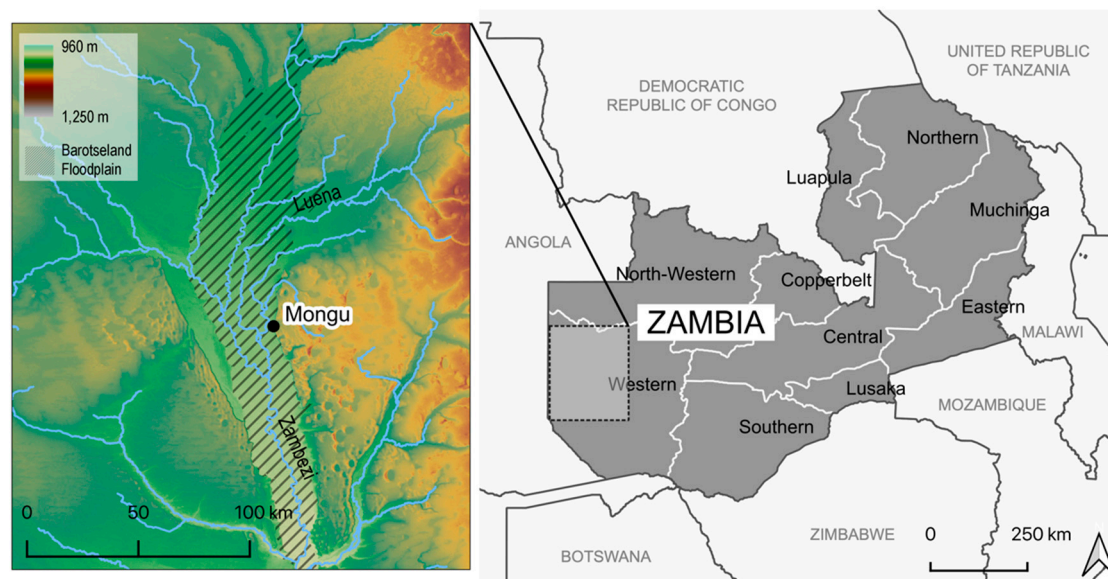 960 m
1,250 m
Barotseland
Floodplain
Luena
Mongu
Zambezi
0 50 100 km
UNITED REPUBLIC
OF TANZANIA
DEMOCRATIC
REPUBLIC OF CONGO
Northern
Luapula
Muchinga
ANGOLA
North-Western
Copperbelt
Eastern
ZAMBIA
Central
MALAWI
Western
Lusaka
MOZAMBIQUE
Southern
ZIMBABWE
0 250 km
BOTSWANA